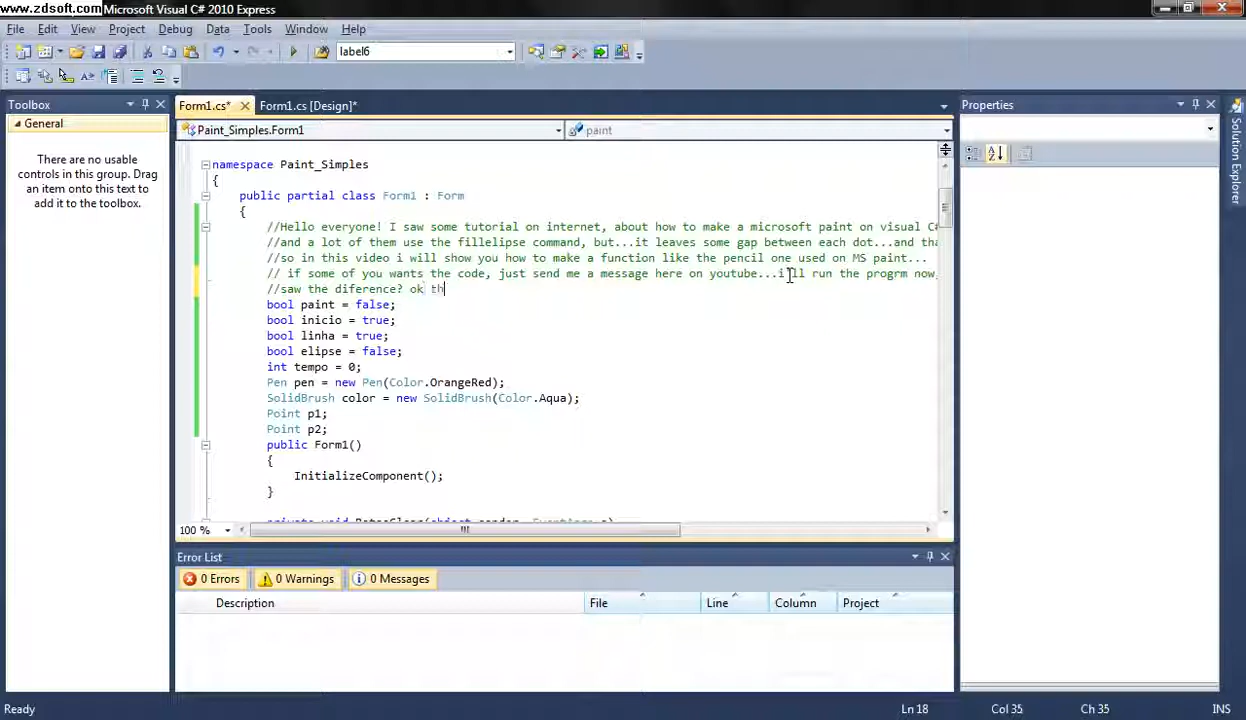 www.zdsoft.com Microsoft Visual C# 2010 Express
File Edit View Project Debug Data Tools Window Help
label6
Toolbox
General
There are no usable
controls in this group. Drag
an item onto this text to
add it to the toolbox.
Form1.cs* Form1.cs [Design]*
Paint_Simples.Form1 paint
namespace Paint_Simples
{
public partial class Form1 : Form
{
//Hello everyone! I saw some tutorial on internet, about how to make a microsoft paint on visual C#
//and a lot of them use the fillelipse command, but...it leaves some gap between each dot...and tha
//so in this video i will show you how to make a function like the pencil one used on MS paint...
// if some of you wants the code, just send me a message here on youtube...i'll run the progrm now,
//saw the diference? ok th
bool paint = false;
bool inicio = true;
bool linha = true;
bool elipse = false;
int tempo = 0;
Pen pen = new Pen(Color.OrangeRed);
SolidBrush color = new SolidBrush(Color.Aqua);
Point p1;
Point p2;
public Form1()
{
InitializeComponent();
}
100 %
Properties
Solution Explorer
Error List
0 Errors 0 Warnings 0 Messages
Description File Line Column Project
Ready Ln 18 Col 35 Ch 35 INS